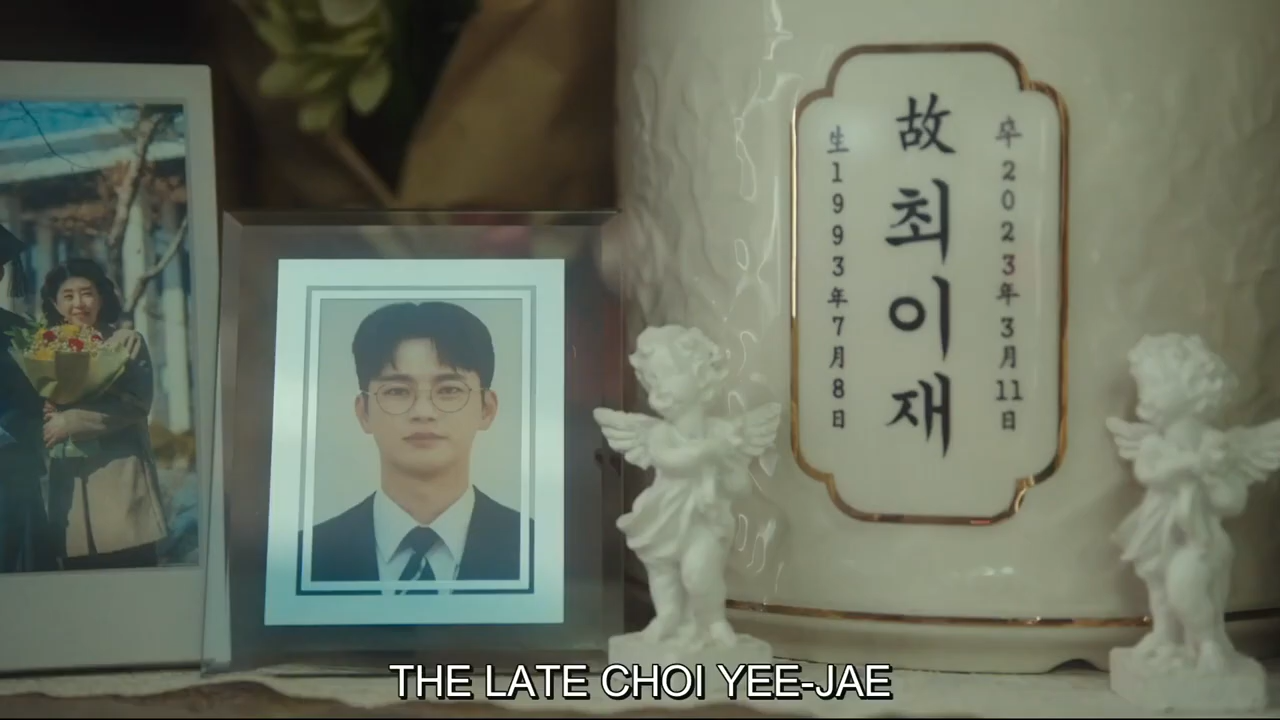 故
최이재
生1993年7月8日
卒2023年3月11日
THE LATE CHOI YEE-JAE